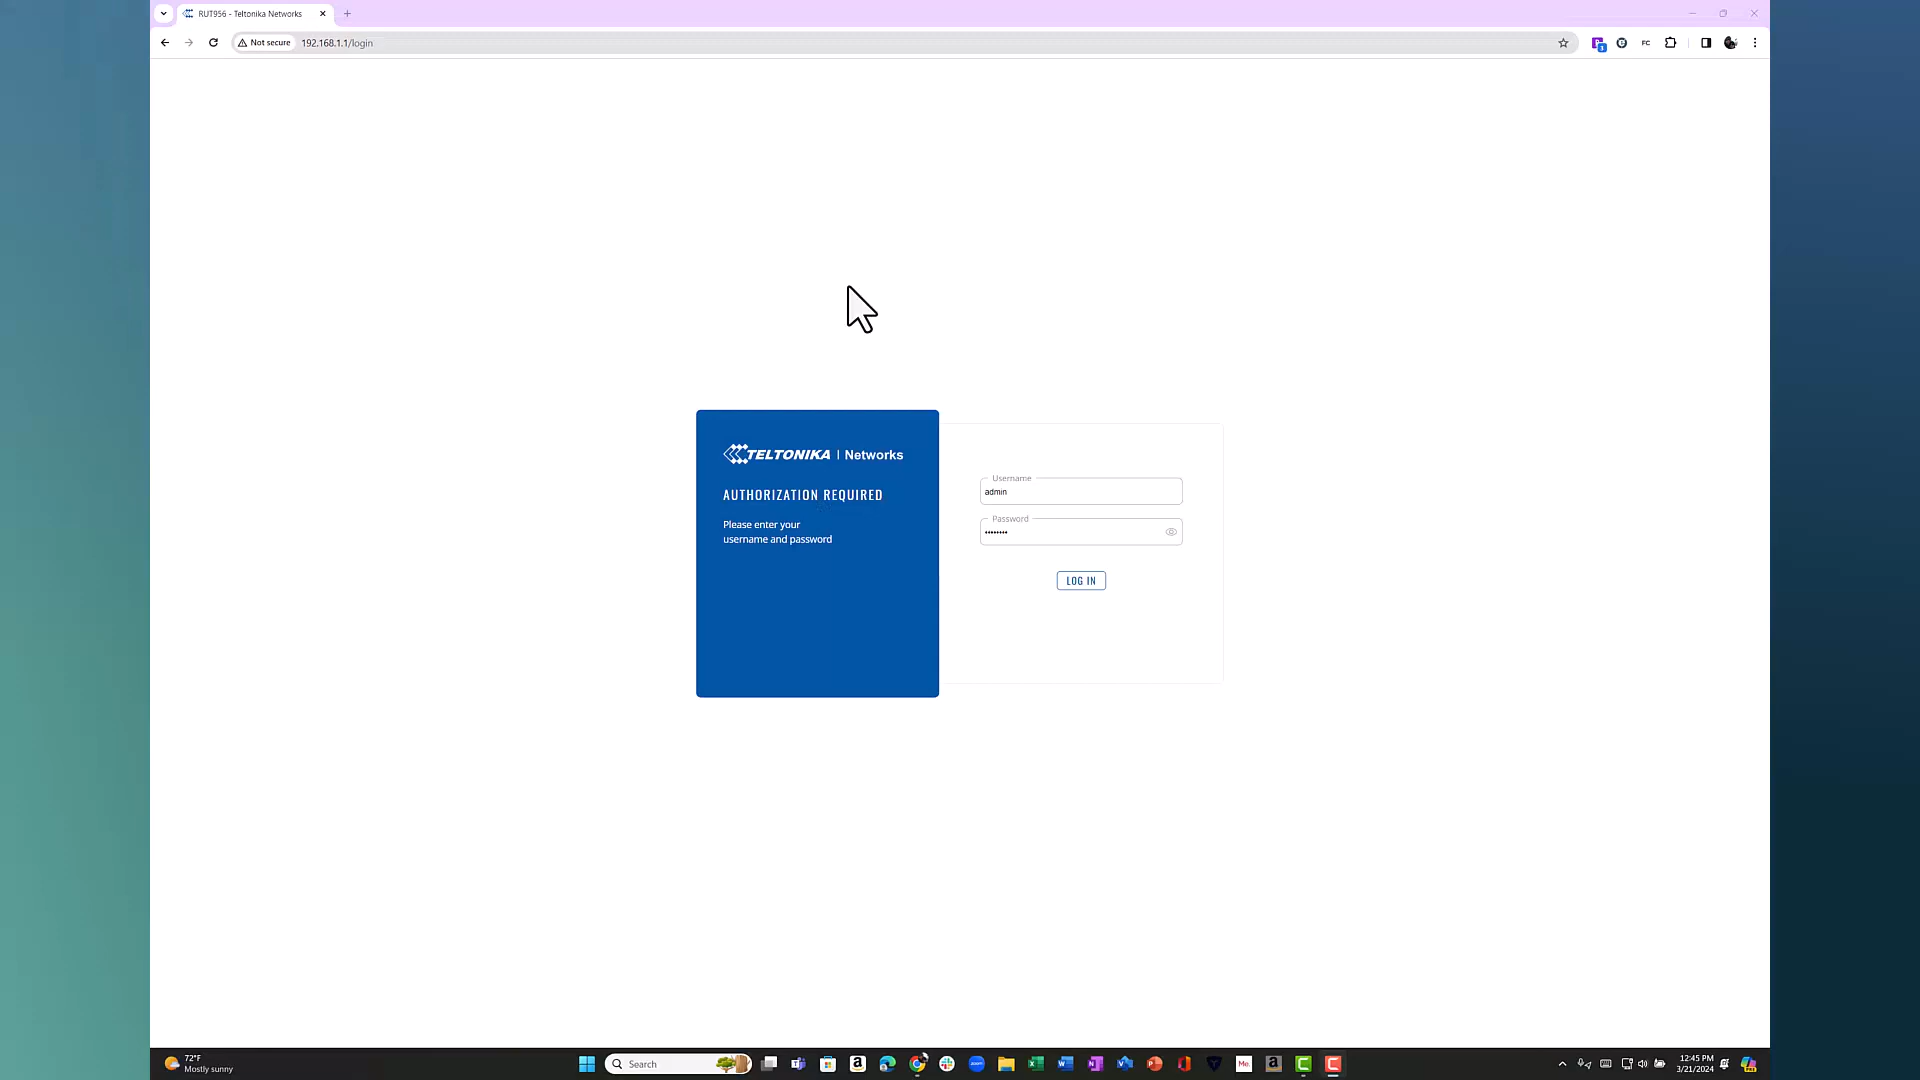 RUT956 - Teltonika Networks
Not secure
192.168.1.1/login
FC
TELTONIKA | Networks
AUTHORIZATION REQUIRED
Please enter your
username and password
Username
admin
Password
••••••••
LOG IN
72°F
Mostly sunny
Search
12:45 PM
3/21/2024